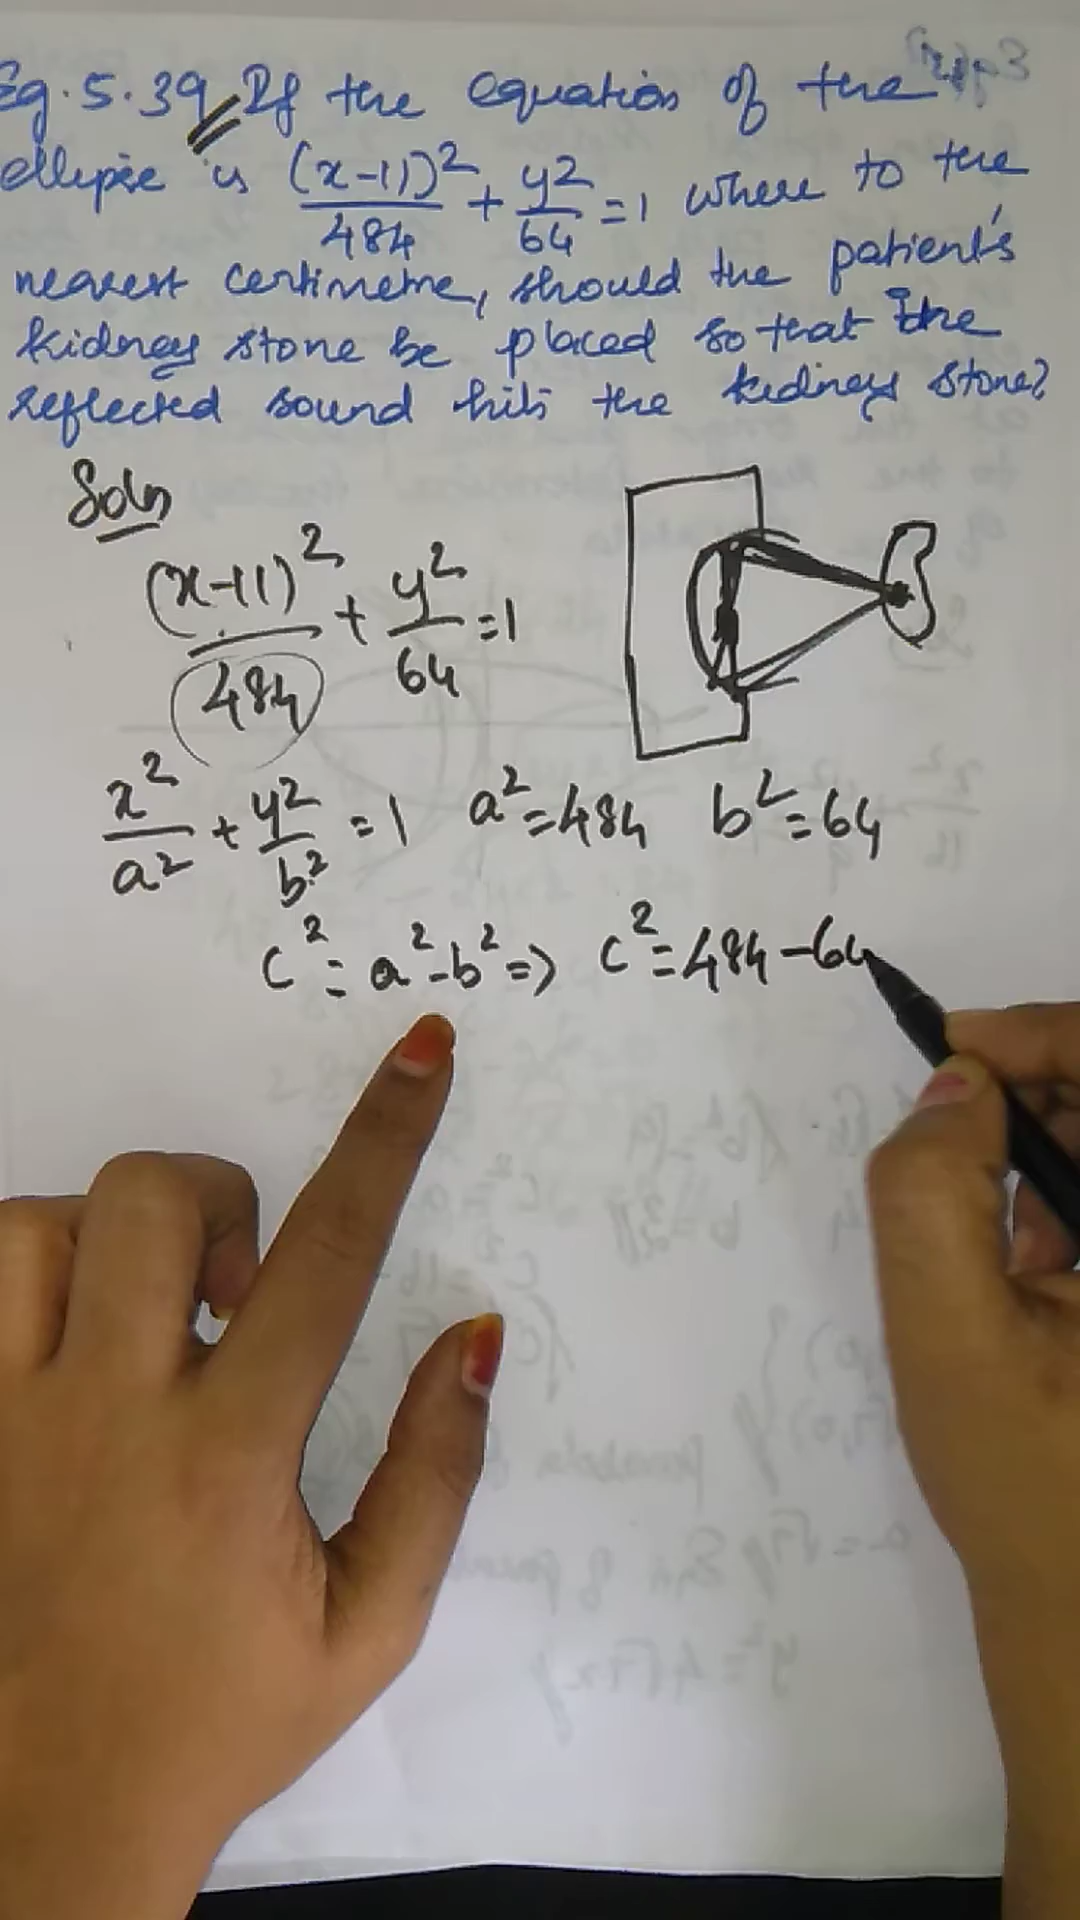 Eg. 5.39 If the equation of the
ellipse is (x-11)²/484 + y²/64 = 1 where to the
nearest centimetre, should the patient's
kidney stone be placed so that the
reflected sound hits the kidney stone?
Soln
(x-11)²/484 + y²/64 = 1
x²/a² + y²/b² = 1 a² = 484 b² = 64
c² = a² - b² => c² = 484 - 64